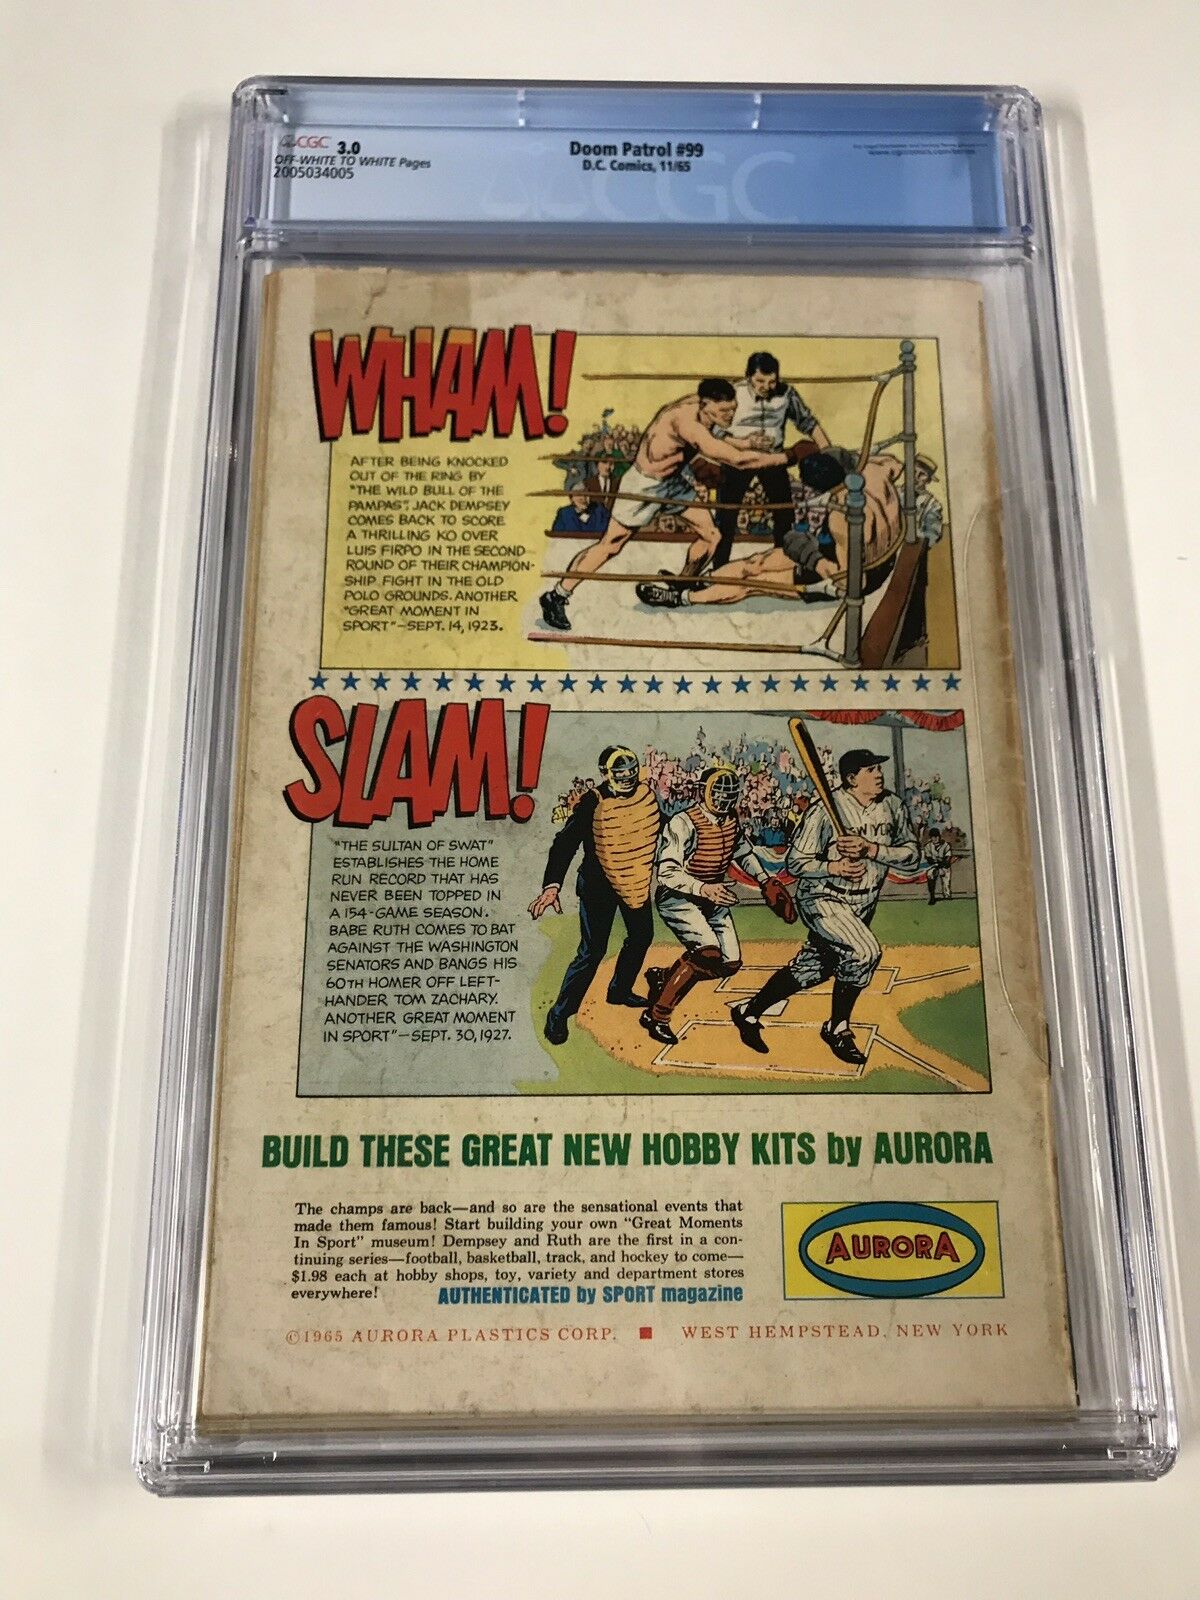 CGC 3.0
OFF-WHITE TO WHITE Pages
2005034005
Doom Patrol #99
D.C. Comics, 11/65
CGC
WHAM!
AFTER BEING KNOCKED
OUT OF THE RING BY
"THE WILD BULL OF THE
PAMPAS", JACK DEMPSEY
COMES BACK TO SCORE
A THRILLING KO OVER
LUIS FIRPO IN THE SECOND
ROUND OF THEIR CHAMPION-
SHIP FIGHT IN THE OLD
POLO GROUNDS. ANOTHER
"GREAT MOMENT IN
SPORT"—SEPT. 14, 1923.
SLAM!
"THE SULTAN OF SWAT"
ESTABLISHES THE HOME
RUN RECORD THAT HAS
NEVER BEEN TOPPED IN
A 154-GAME SEASON.
BABE RUTH COMES TO BAT
AGAINST THE WASHINGTON
SENATORS AND BANGS HIS
60TH HOMER OFF LEFT-
HANDER TOM ZACHARY.
ANOTHER GREAT MOMENT
IN SPORT"—SEPT. 30, 1927.
NEW YORK
BUILD THESE GREAT NEW HOBBY KITS by AURORA
The champs are back—and so are the sensational events that
made them famous! Start building your own "Great Moments
In Sport" museum! Dempsey and Ruth are the first in a con-
tinuing series—football, basketball, track, and hockey to come—
$1.98 each at hobby shops, toy, variety and department stores
everywhere! AUTHENTICATED by SPORT magazine
AURORA
©1965 AURORA PLASTICS CORP. ■ WEST HEMPSTEAD, NEW YORK